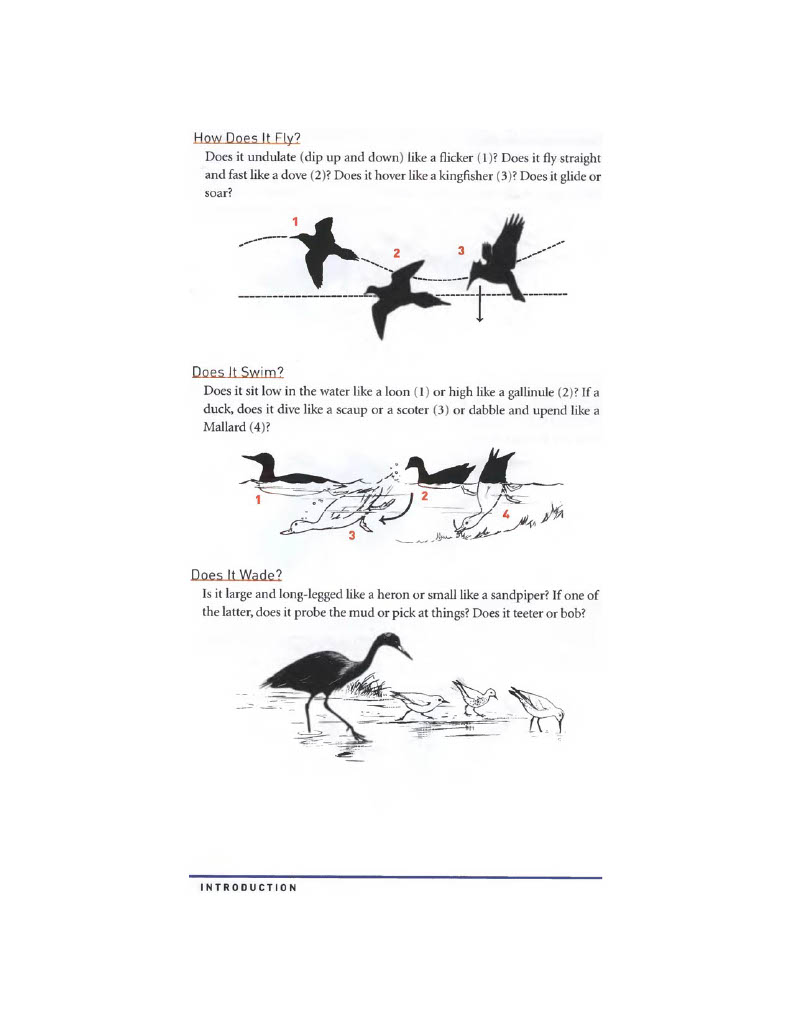 How Does It Fly?
Does it undulate (dip up and down) like a flicker (1)? Does it fly straight
and fast like a dove (2)? Does it hover like a kingfisher (3)? Does it glide or
soar?
1
2
3
Does It Swim?
Does it sit low in the water like a loon (1) or high like a gallinule (2)? If a
duck, does it dive like a scaup or a scoter (3) or dabble and upend like a
Mallard (4)?
1
2
3
4
Does It Wade?
Is it large and long-legged like a heron or small like a sandpiper? If one of
the latter, does it probe the mud or pick at things? Does it teeter or bob?
INTRODUCTION